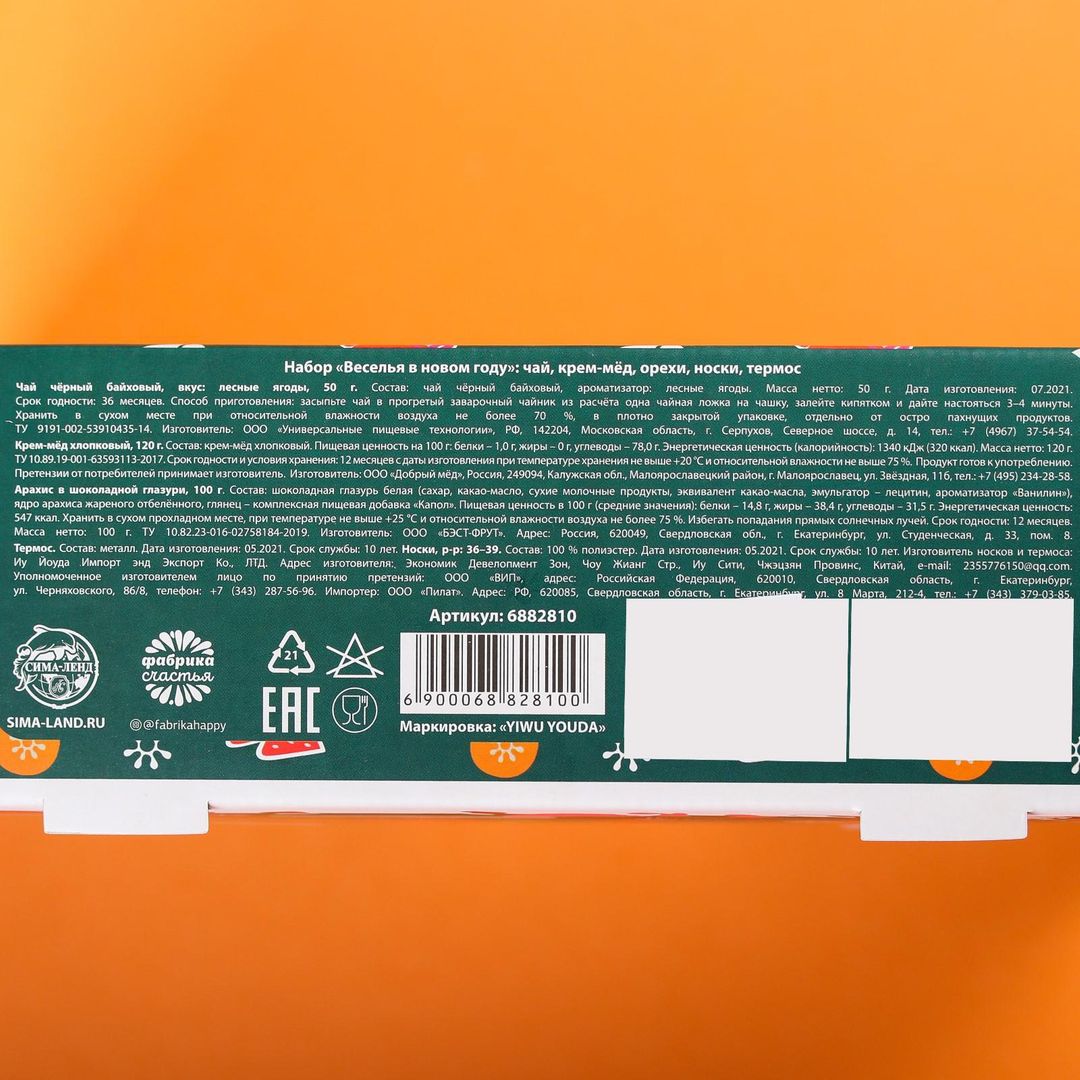 Набор «Веселья в новом году»: чай, крем-мёд, орехи, носки, термос
Чай чёрный байховый, вкус: лесные ягоды, 50 г. Состав: чай чёрный байховый, ароматизатор: лесные ягоды. Масса нетто: 50 г. Дата изготовления: 07.2021.
Срок годности: 36 месяцев. Способ приготовления: засыпьте чай в прогретый заварочный чайник из расчёта одна чайная ложка на чашку, залейте кипятком и дайте настояться 3–4 минуты.
Хранить в сухом месте при относительной влажности воздуха не более 70 %, в плотно закрытой упаковке, отдельно от остро пахнущих продуктов.
ТУ 9191-002-53910435-14. Изготовитель: ООО «Универсальные пищевые технологии», РФ, 142204, Московская область, г. Серпухов, Северное шоссе, д. 14, тел.: +7 (4967) 37-54-54.
Крем-мёд хлопковый, 120 г. Состав: крем-мёд хлопковый. Пищевая ценность на 100 г: белки – 1,0 г, жиры – 0 г, углеводы – 78,0 г. Энергетическая ценность (калорийность): 1340 кДж (320 ккал). Масса нетто: 120 г.
ТУ 10.89.19-001-63593113-2017. Срок годности и условия хранения: 12 месяцев с даты изготовления при температуре хранения не выше +20 °С и относительной влажности не выше 75 %. Продукт готов к употреблению.
Претензии от потребителей принимает изготовитель. Изготовитель: ООО «Добрый мёд», Россия, 249094, Калужская обл., Малоярославецкий район, г. Малоярославец, ул. Звёздная, 11б, тел.: +7 (495) 234-28-58.
Арахис в шоколадной глазури, 100 г. Состав: шоколадная глазурь белая (сахар, какао-масло, сухие молочные продукты, эквивалент какао-масла, эмульгатор – лецитин, ароматизатор «Ванилин»),
ядро арахиса жареного отбелённого, глянец – комплексная пищевая добавка «Капол». Пищевая ценность в 100 г (средние значения): белки – 14,8 г, жиры – 38,4 г, углеводы – 31,5 г. Энергетическая ценность:
547 ккал. Хранить в сухом прохладном месте, при температуре не выше +25 °С и относительной влажности воздуха не более 75 %. Избегать попадания прямых солнечных лучей. Срок годности: 12 месяцев.
Масса нетто: 100 г. ТУ 10.82.23-016-02758184-2019. Изготовитель: ООО «БЭСТ-ФРУТ». Адрес: Россия, 620049, Свердловская обл., г. Екатеринбург, ул. Студенческая, д. 33, пом. 8.
Термос. Состав: металл. Дата изготовления: 05.2021. Срок службы: 10 лет. Носки, р-р: 36–39. Состав: 100 % полиэстер. Дата изготовления: 05.2021. Срок службы: 10 лет. Изготовитель носков и термоса:
Иу Йоуда Импорт энд Экспорт Ко., ЛТД. Адрес изготовителя: Экономик Девелопмент Зон, Чоу Жианг Стр., Иу Сити, Чжэцзян Провинс, Китай, e-mail: 2355776150@qq.com
Уполномоченное изготовителем лицо по принятию претензий: ООО «ВИП», адрес: Российская Федерация, 620010, Свердловская область, г. Екатеринбург,
ул. Черняховского, 86/8, телефон: +7 (343) 287-56-96. Импортер: ООО «Пилат». Адрес: РФ, 620085, Свердловская область, г. Екатеринбург, ул. 8 Марта, 212-4, тел.: +7 (343) 379-03-85.
Артикул: 6882810
СИМА-ЛЕНД
SIMA-LAND.RU
фабрика
счастья
@fabrikahappy
21
EAC
6 900068 828100
Маркировка: «YIWU YOUDA»